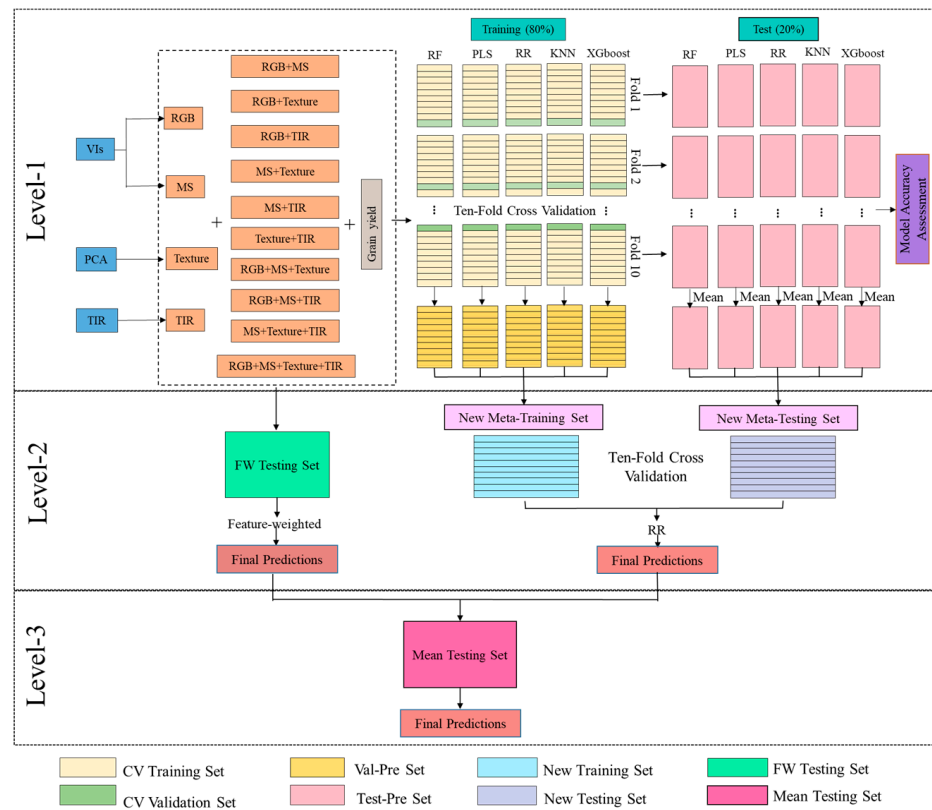 Level-1
VIs
PCA
TIR
RGB
MS
Texture
TIR
+
RGB+MS
RGB+Texture
RGB+TIR
MS+Texture
MS+TIR
Texture+TIR
RGB+MS+Texture
RGB+MS+TIR
MS+Texture+TIR
RGB+MS+Texture+TIR
+
Grain yield
Training (80%)
RF PLS RR KNN XGboost
Fold 1
Fold 2
⋮ Ten-Fold Cross Validation ⋮
Fold 10
Test (20%)
RF PLS RR KNN XGboost
⋮ ... ... ... ⋮
Mean Mean Mean Mean Mean
Model Accuracy
Assessment
Level-2
FW Testing Set
Feature-weighted
Final Predictions
New Meta-Training Set
New Meta-Testing Set
Ten-Fold Cross
Validation
RR
Final Predictions
Level-3
Mean Testing Set
Final Predictions
CV Training Set
Val-Pre Set
New Training Set
FW Testing Set
CV Validation Set
Test-Pre Set
New Testing Set
Mean Testing Set